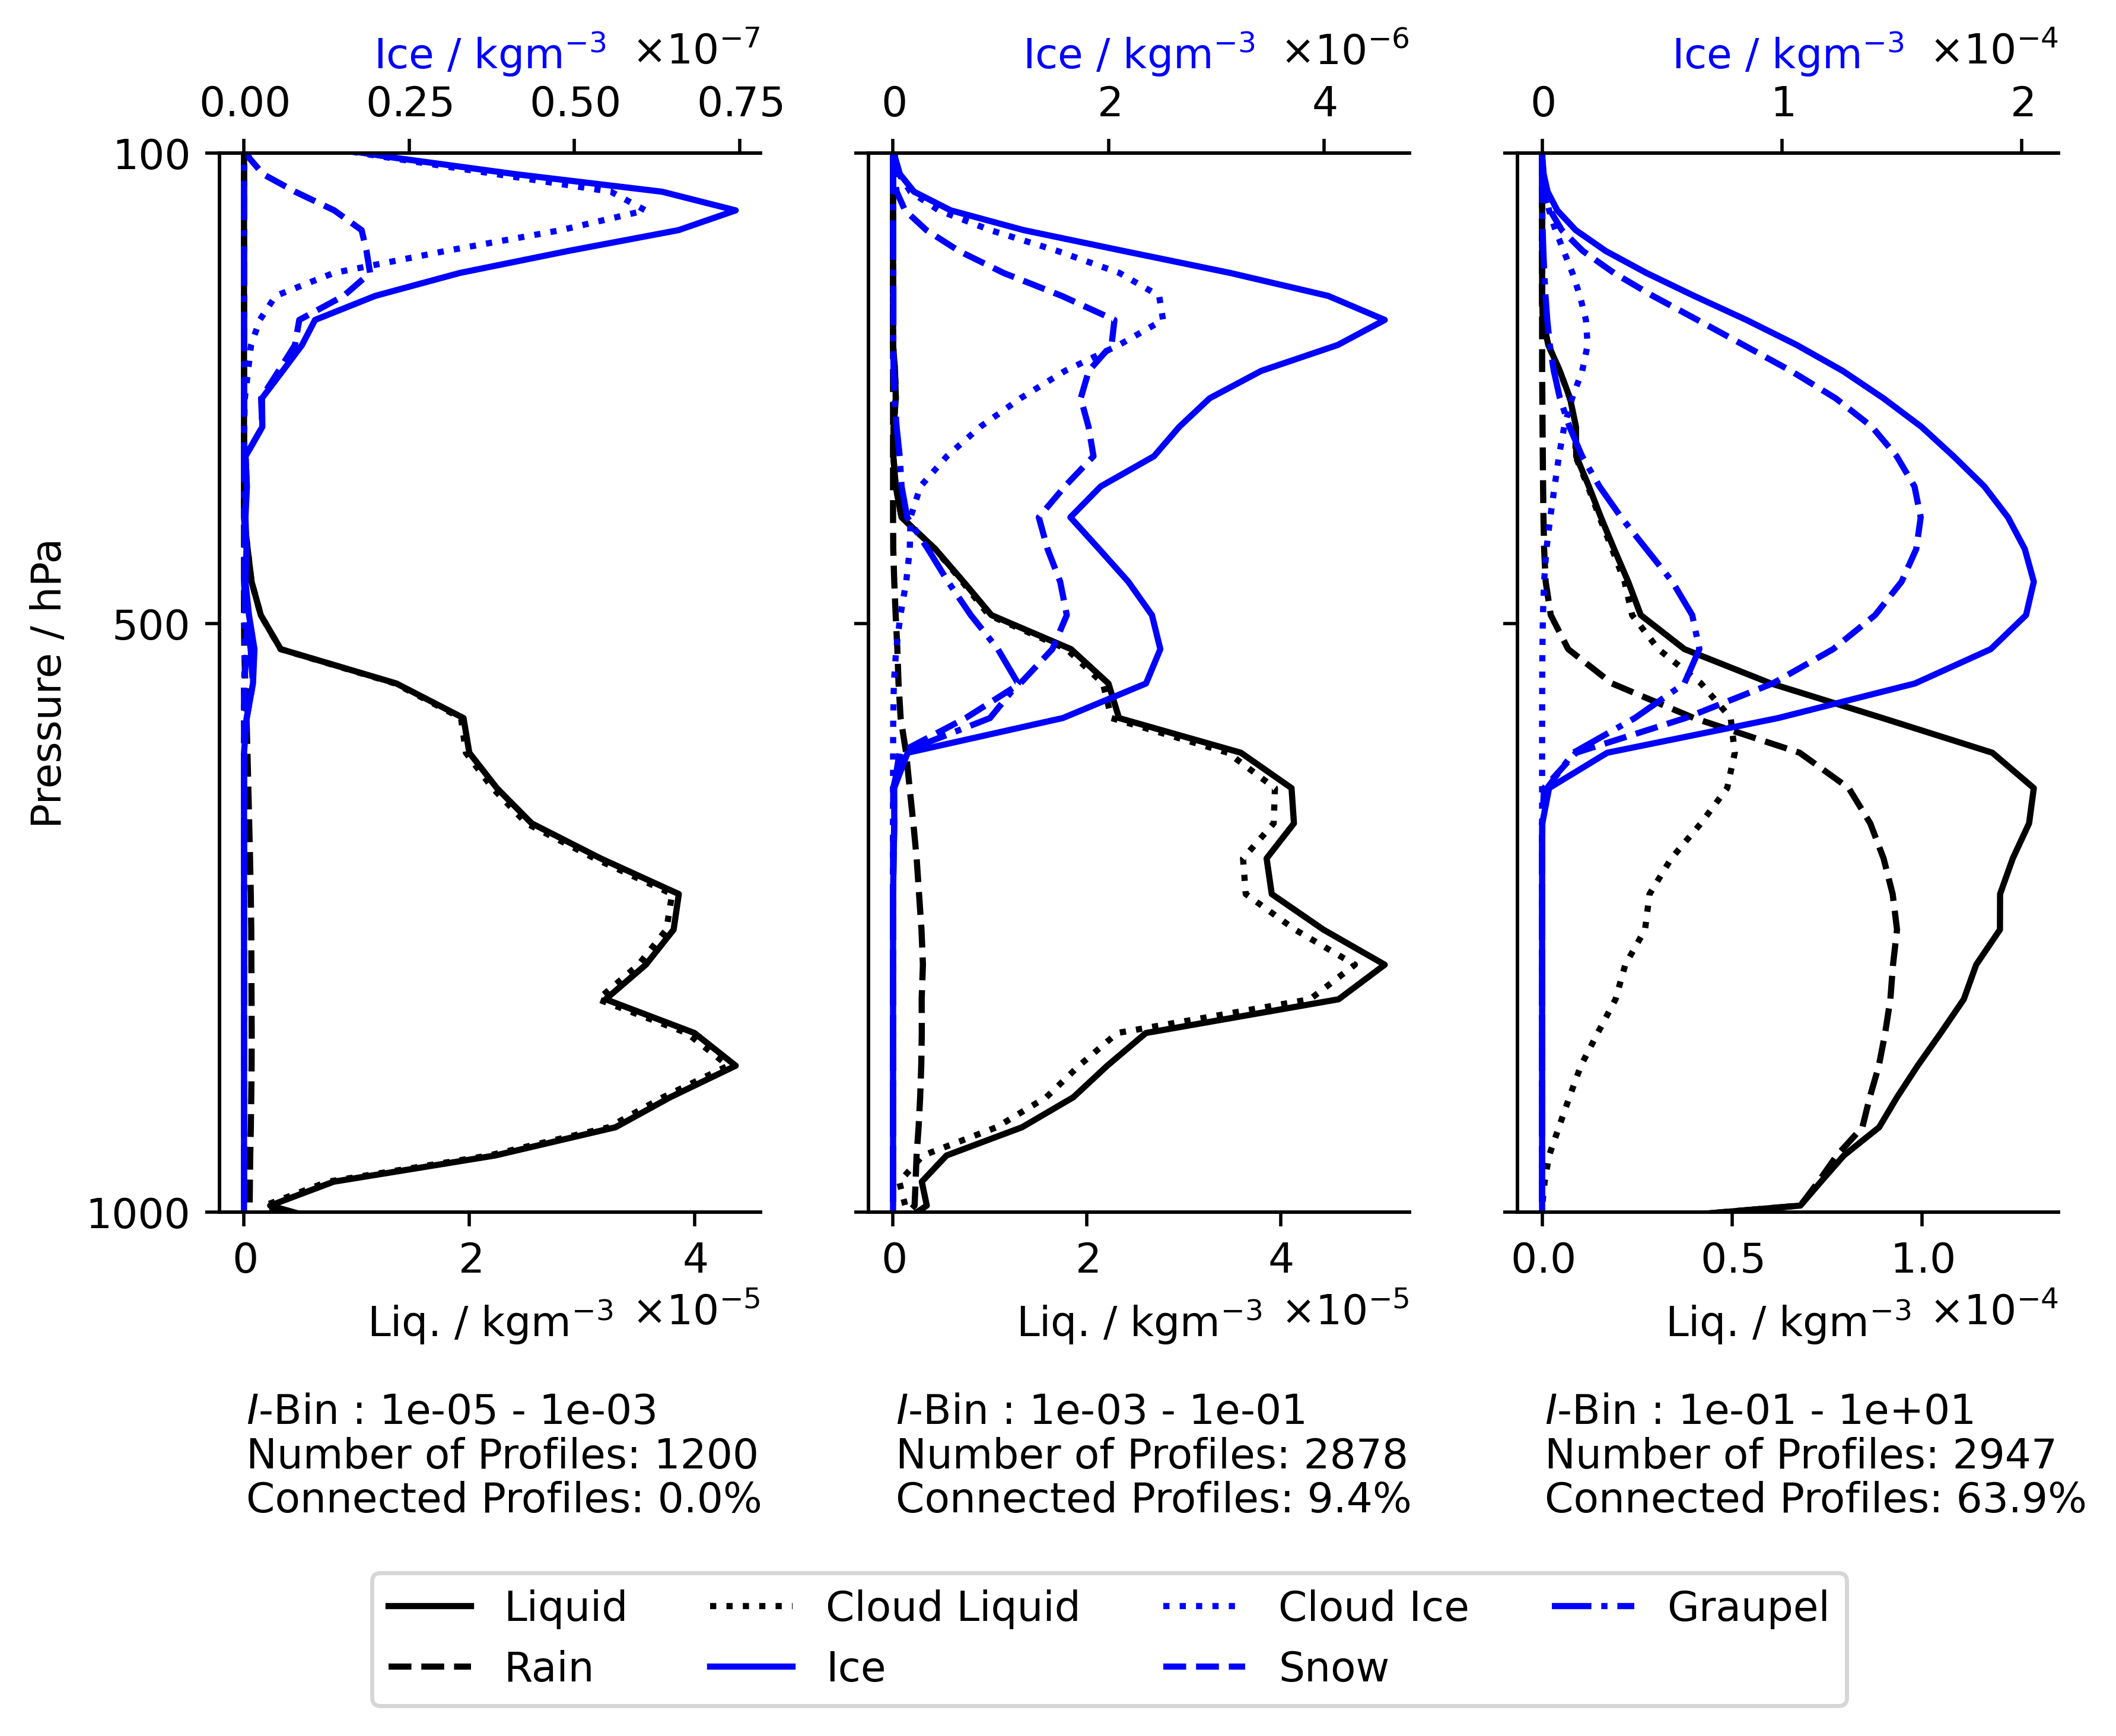 Ice / kgm⁻³ ×10⁻⁷
0.00 0.25 0.50 0.75
Ice / kgm⁻³ ×10⁻⁶
0 2 4
Ice / kgm⁻³ ×10⁻⁴
0 1 2
Pressure / hPa
100
500
1000
0 2 4
Liq. / kgm⁻³ ×10⁻⁵
0 2 4
Liq. / kgm⁻³ ×10⁻⁵
0.0 0.5 1.0
Liq. / kgm⁻³ ×10⁻⁴
I-Bin : 1e-05 - 1e-03
Number of Profiles: 1200
Connected Profiles: 0.0%
I-Bin : 1e-03 - 1e-01
Number of Profiles: 2878
Connected Profiles: 9.4%
I-Bin : 1e-01 - 1e+01
Number of Profiles: 2947
Connected Profiles: 63.9%
Liquid Cloud Liquid Cloud Ice Graupel
Rain Ice Snow